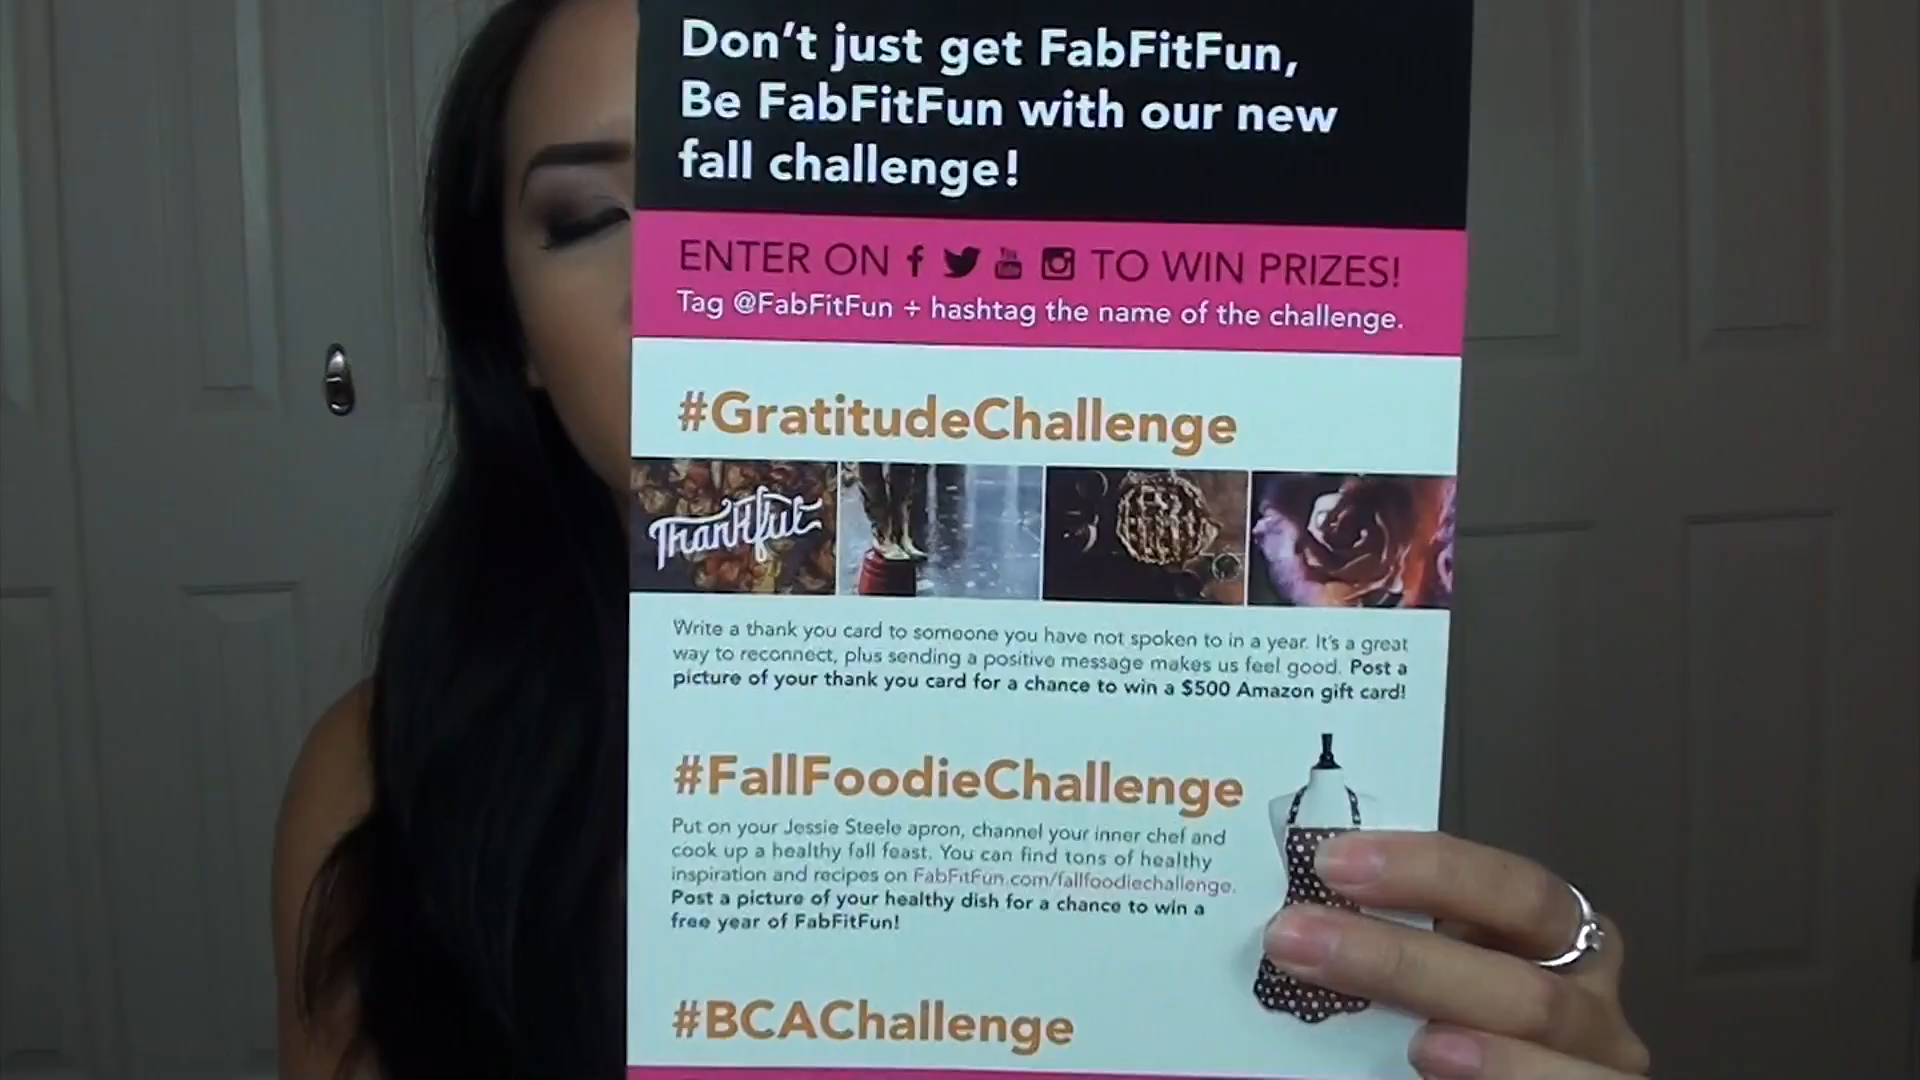 Don't just get FabFitFun,
Be FabFitFun with our new
fall challenge!
ENTER ON f You Tube TO WIN PRIZES!
Tag @FabFitFun + hashtag the name of the challenge.
#GratitudeChallenge
Thankful
Write a thank you card to someone you have not spoken to in a year. It's a great
way to reconnect, plus sending a positive message makes us feel good. Post a
picture of your thank you card for a chance to win a $500 Amazon gift card!
#FallFoodieChallenge
Put on your Jessie Steele apron, channel your inner chef and
cook up a healthy fall feast. You can find tons of healthy
inspiration and recipes on FabFitFun.com/fallfoodiechallenge.
Post a picture of your healthy dish for a chance to win a
free year of FabFitFun!
#BCAChallenge